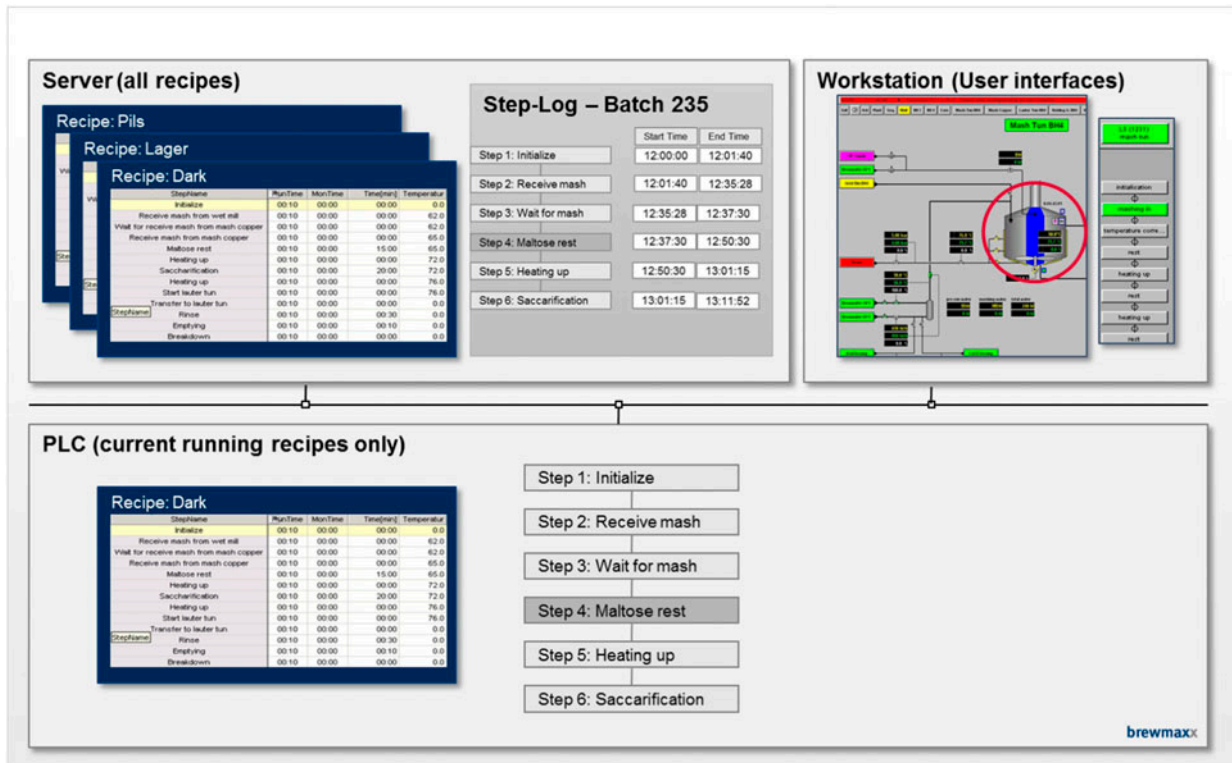 Server (all recipes)
Recipe: Pils
Recipe: Lager
Recipe: Dark
StepName RunTime MonTime Time[min] Temperatur
Initialize 00:10 00:00 00:00 0.0
Receive mash from wet mill 00:10 00:00 00:00 62.0
Wait for receive mash from mash copper 00:10 00:00 00:00 62.0
Receive mash from mash copper 00:10 00:00 00:00 65.0
Maltose rest 00:10 00:00 15:00 65.0
Heating up 00:10 00:00 00:00 72.0
Saccharification 00:10 00:00 20:00 72.0
Heating up 00:10 00:00 00:00 76.0
Start lauter tun 00:10 00:00 00:00 76.0
Transfer to lauter tun 00:10 00:00 00:00 0.0
StepName
Rinse 00:10 00:00 00:30 0.0
Emptying 00:10 00:00 00:10 0.0
Breakdown 00:10 00:00 00:00 0.0
Step-Log – Batch 235
Start Time End Time
Step 1: Initialize 12:00:00 12:01:40
Step 2: Receive mash 12:01:40 12:35:28
Step 3: Wait for mash 12:35:28 12:37:30
Step 4: Maltose rest 12:37:30 12:50:30
Step 5: Heating up 12:50:30 13:01:15
Step 6: Saccarification 13:01:15 13:11:52
Workstation (User interfaces)
Mash Tun BH4
initialization
mashing in
temperature corre...
rest
heating up
rest
heating up
rest
PLC (current running recipes only)
Recipe: Dark
StepName RunTime MonTime Time[min] Temperatur
Initialize 00:10 00:00 00:00 0.0
Receive mash from wet mill 00:10 00:00 00:00 62.0
Wait for receive mash from mash copper 00:10 00:00 00:00 62.0
Receive mash from mash copper 00:10 00:00 00:00 65.0
Maltose rest 00:10 00:00 15:00 65.0
Heating up 00:10 00:00 00:00 72.0
Saccharification 00:10 00:00 20:00 72.0
Heating up 00:10 00:00 00:00 76.0
Start lauter tun 00:10 00:00 00:00 76.0
Transfer to lauter tun 00:10 00:00 00:00 0.0
StepName
Rinse 00:10 00:00 00:30 0.0
Emptying 00:10 00:00 00:10 0.0
Breakdown 00:10 00:00 00:00 0.0
Step 1: Initialize
Step 2: Receive mash
Step 3: Wait for mash
Step 4: Maltose rest
Step 5: Heating up
Step 6: Saccarification
brewmaxx